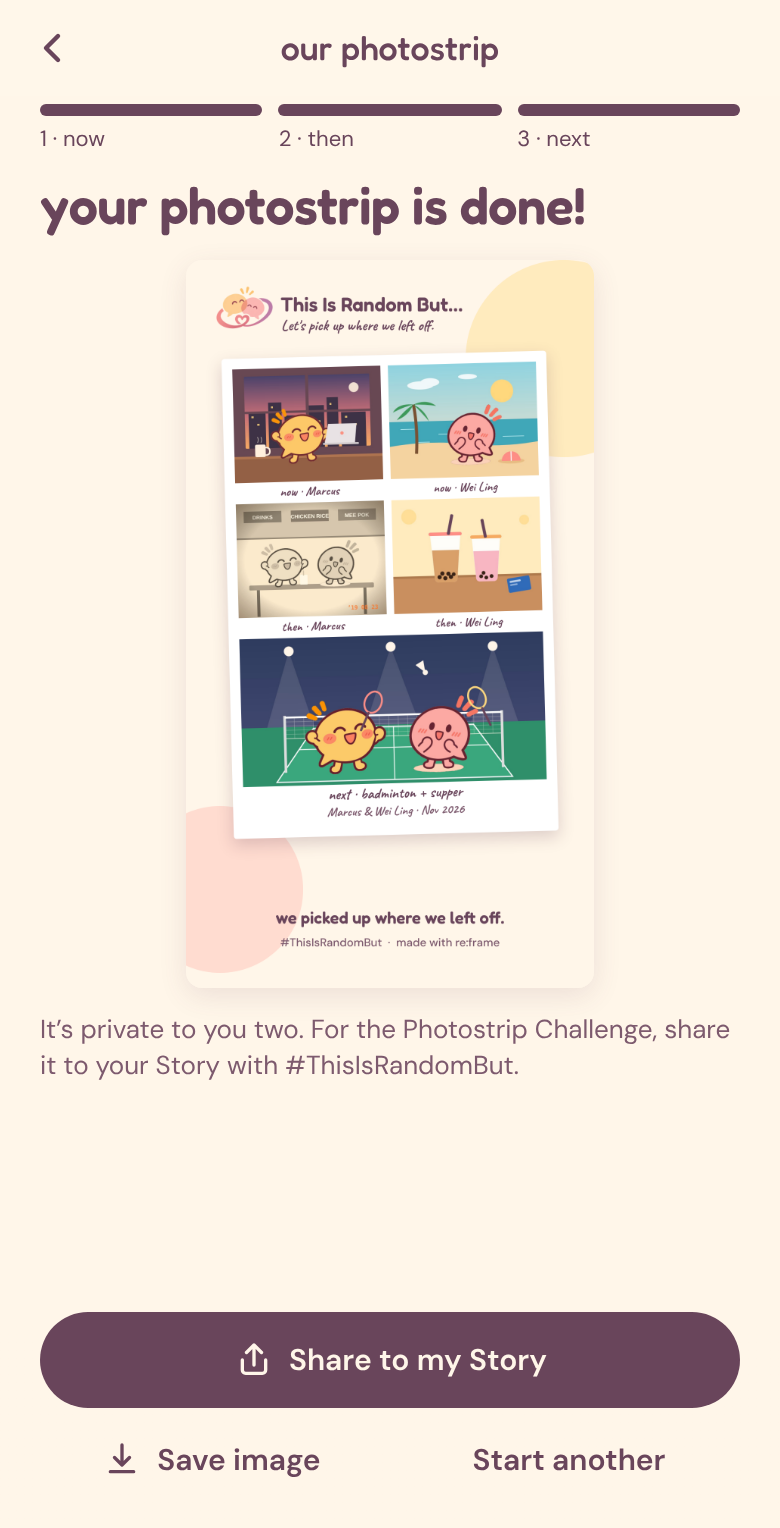 our photostrip
1 · now
2 · then
3 · next
your photostrip is done!
This Is Random But...
Let's pick up where we left off.
now · Marcus
now · Wei Ling
DRINKS
CHICKEN RICE
MEE POK
then · Marcus
then · Wei Ling
next · badminton + supper
Marcus & Wei Ling · Nov 2026
we picked up where we left off.
#ThisIsRandomBut · made with re:frame
It’s private to you two. For the Photostrip Challenge, share
it to your Story with #ThisIsRandomBut.
Share to my Story
Save image
Start another